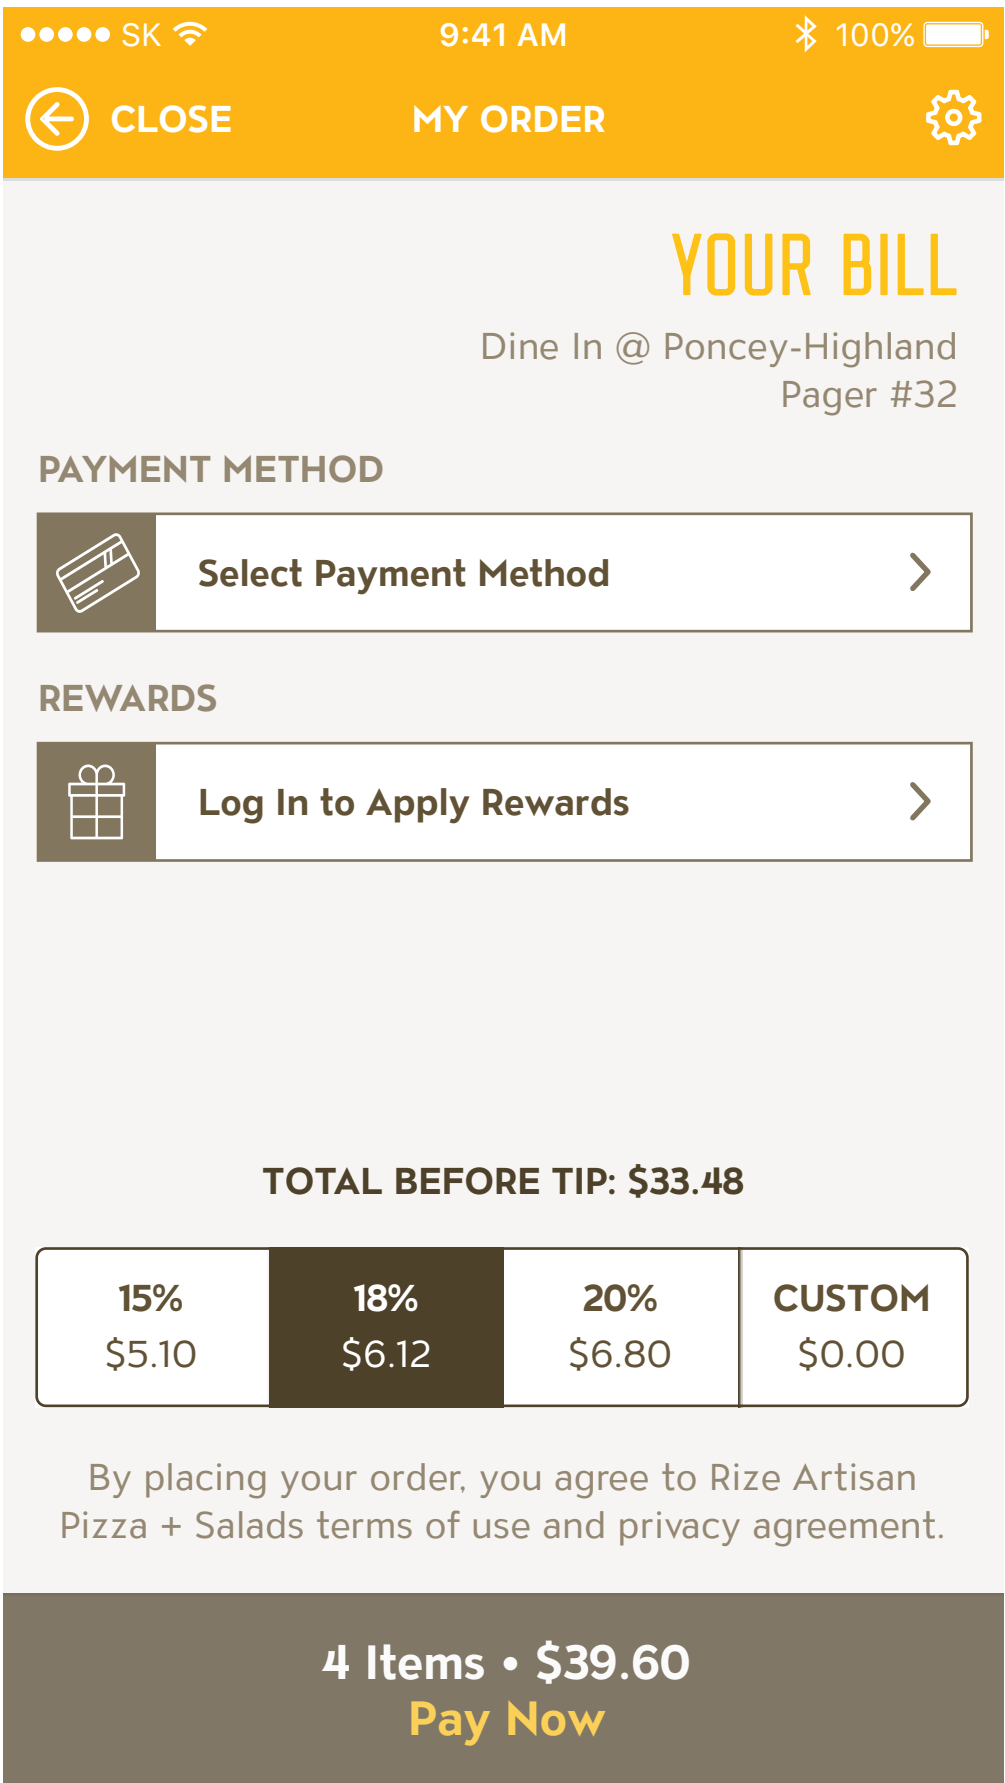 SK 9:41 AM 100%
CLOSE MY ORDER
YOUR BILL
Dine In @ Poncey-Highland
Pager #32
PAYMENT METHOD
Select Payment Method
REWARDS
Log In to Apply Rewards
TOTAL BEFORE TIP: $33.48
15% 18% 20% CUSTOM
$5.10 $6.12 $6.80 $0.00
By placing your order, you agree to Rize Artisan
Pizza + Salads terms of use and privacy agreement.
4 Items • $39.60
Pay Now